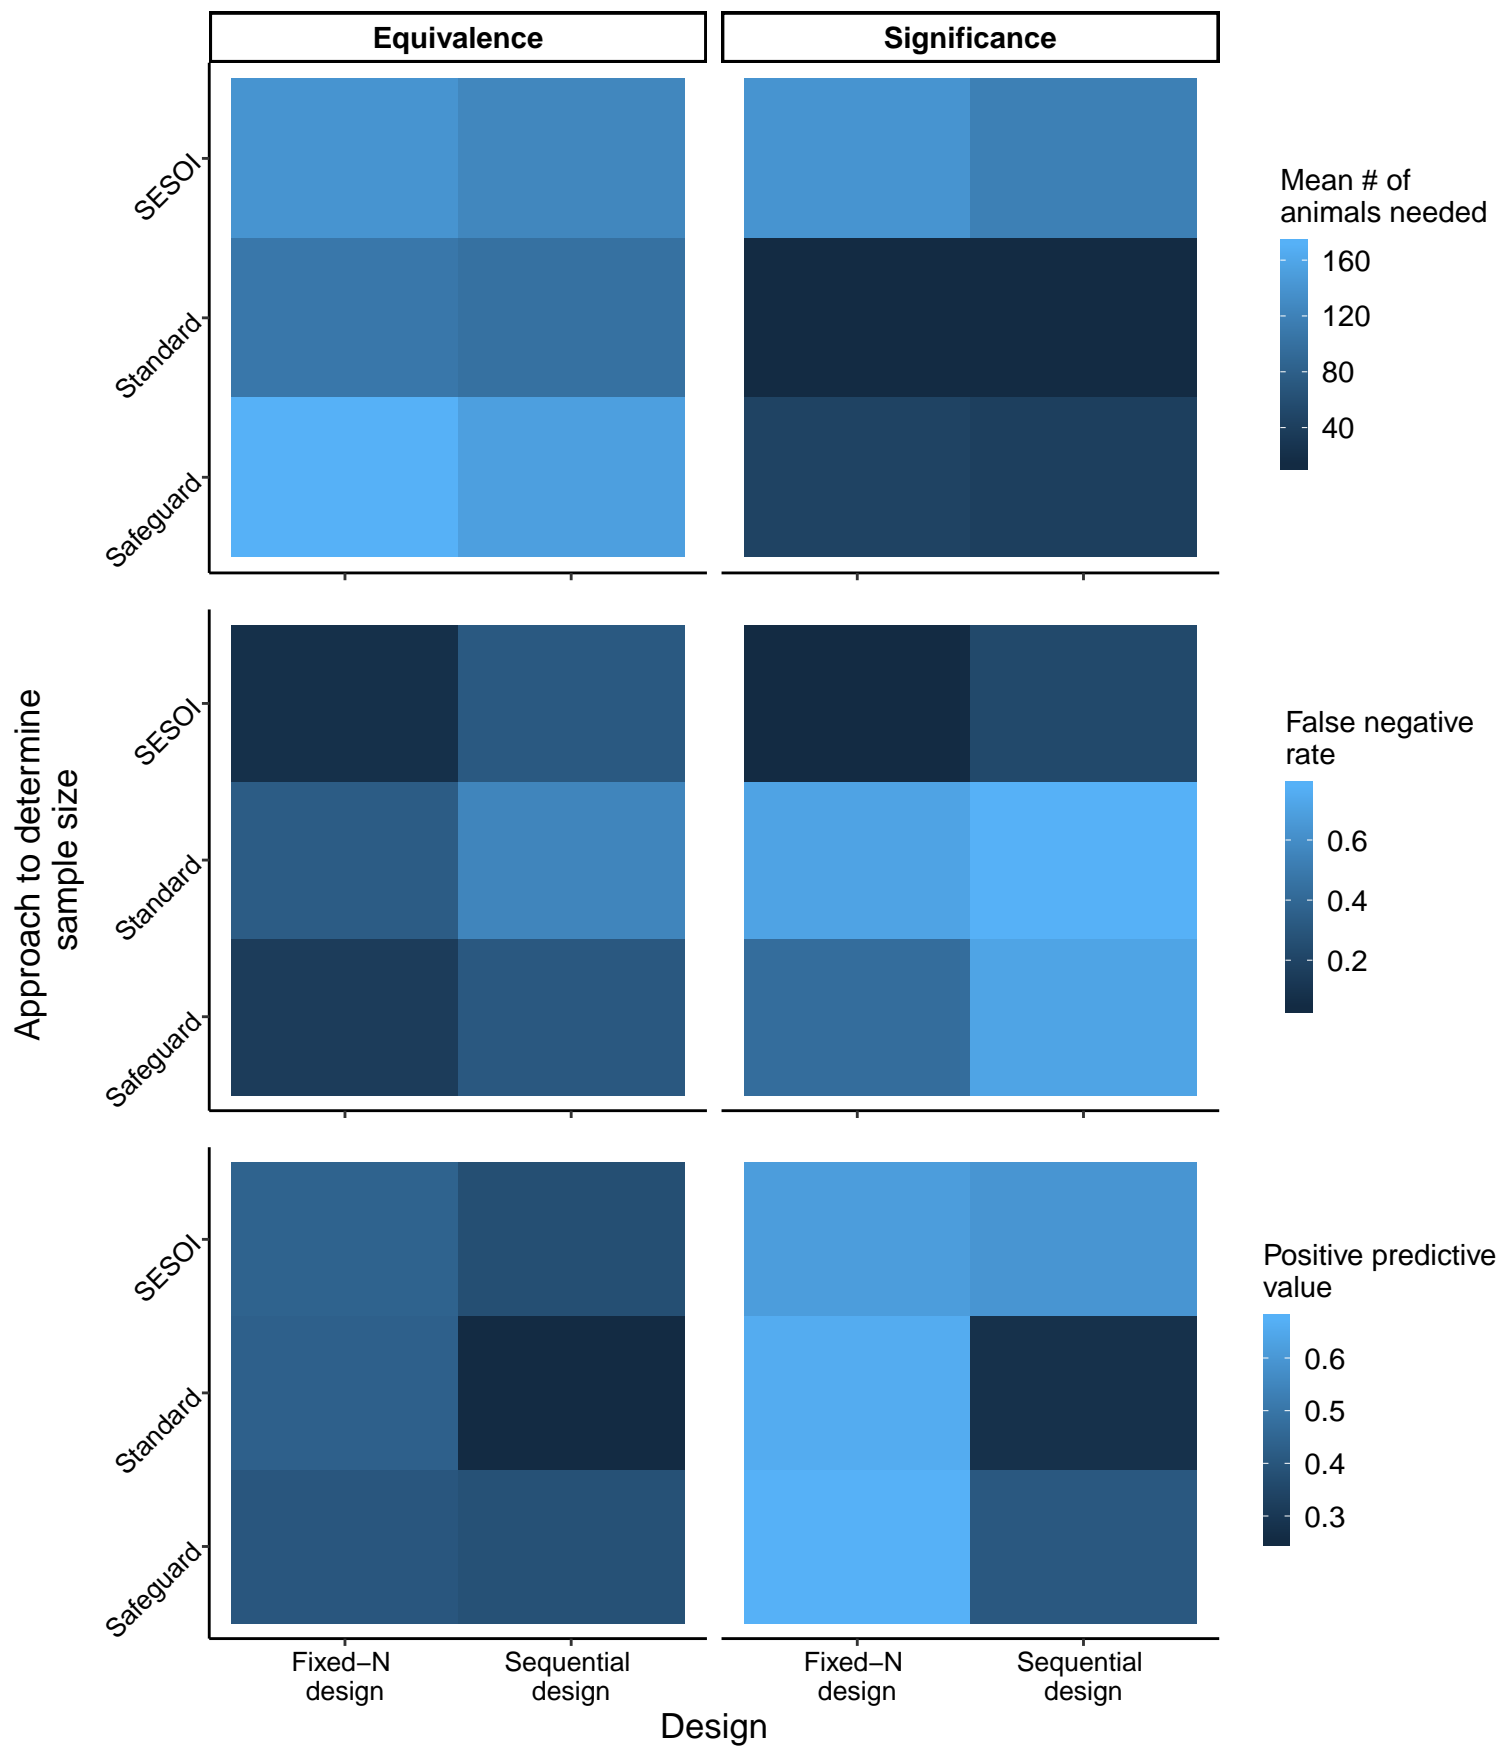 Equivalence
Significance
SESOI
Standard
Safeguard
Mean # of
animals needed
160
120
80
40
Approach to determine
sample size
SESOI
Standard
Safeguard
False negative
rate
0.6
0.4
0.2
SESOI
Standard
Safeguard
Positive predictive
value
0.6
0.5
0.4
0.3
Fixed−N
design
Sequential
design
Fixed−N
design
Sequential
design
Design